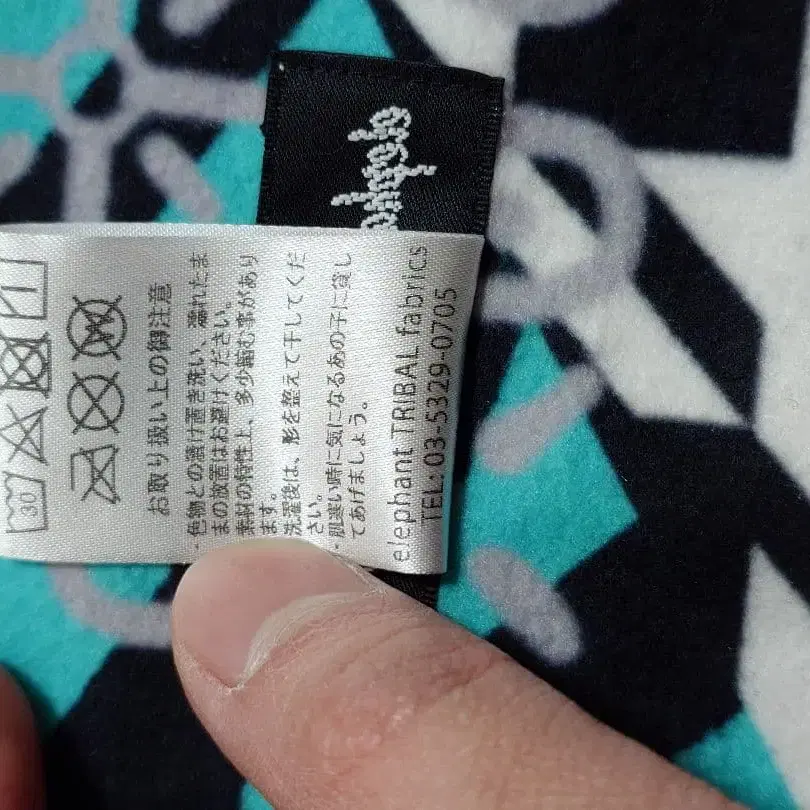 30
お取り扱い上の御注意
・色物との漬け置き洗い、濡れたま
まの放置はお避けください。
素材の特性上、多少縮む事があり
ます。
洗濯後は、形を整えて干してくだ
さい。
・肌寒い時に気になるあの子に貸し
てあげましょう。
elephant TRIBAL fabrics
TEL: 03-5329-0705